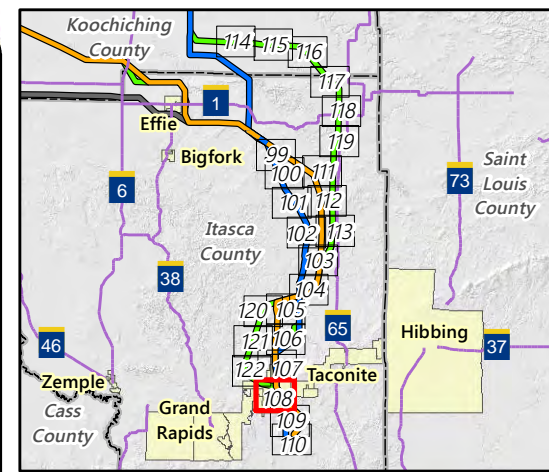 Koochiching
County
114
115
116
117
118
119
1
Effie
Bigfork
99
100
101
102
111
112
113
103
104
105
106
107
108
109
110
120
121
122
6
38
Itasca
County
73
Saint
Louis
County
65
Hibbing
37
46
Zemple
Cass
County
Grand
Rapids
Taconite